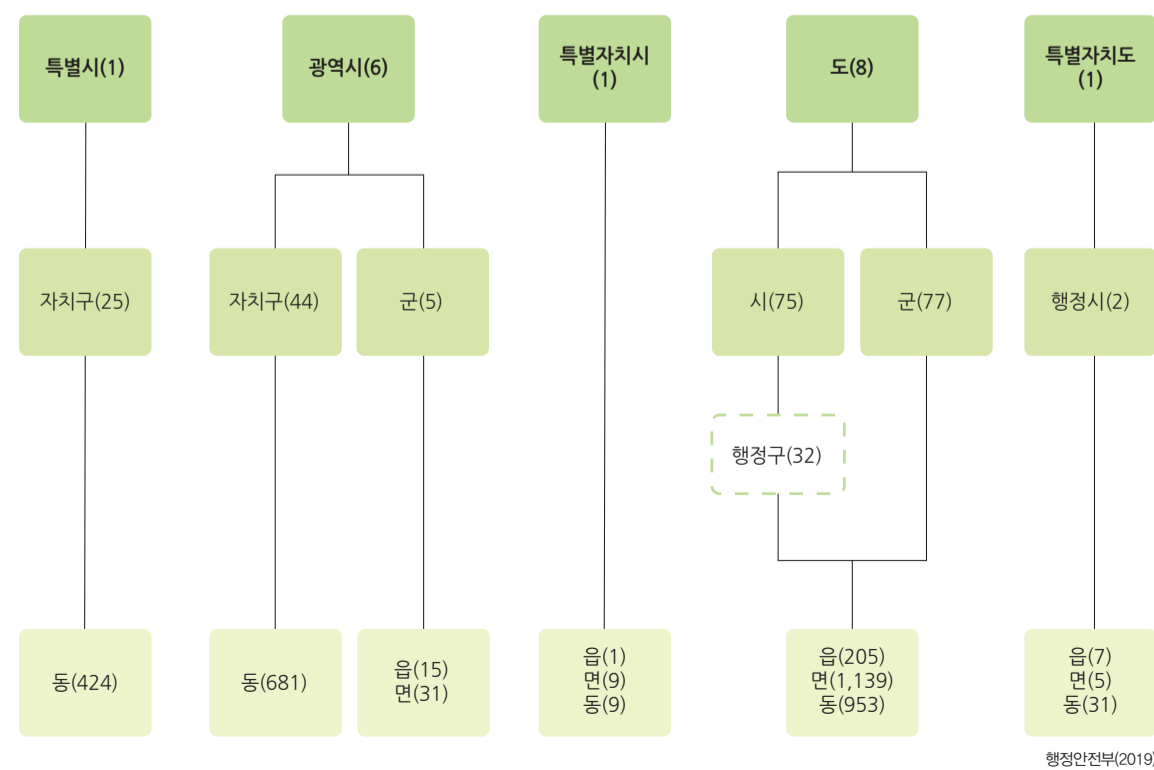 특별시(1)
광역시(6)
특별자치시
(1)
도(8)
특별자치도
(1)
자치구(25)
자치구(44)
군(5)
시(75)
군(77)
행정시(2)
행정구(32)
동(424)
동(681)
읍(15)
면(31)
읍(1)
면(9)
동(9)
읍(205)
면(1,139)
동(953)
읍(7)
면(5)
동(31)
행정안전부(2019)